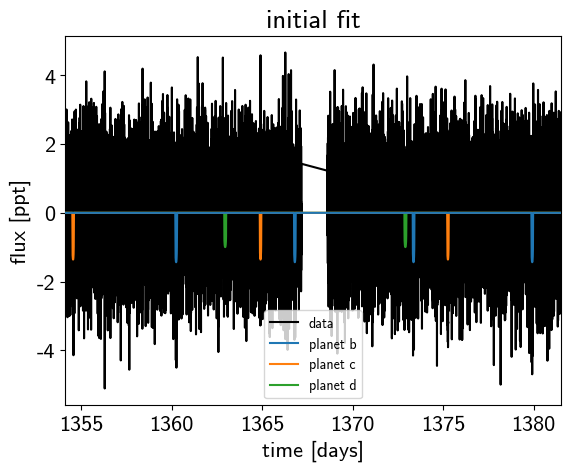 initial fit
flux [ppt]
4
2
0
-2
-4
data
planet b
planet c
planet d
1355 1360 1365 1370 1375 1380
time [days]